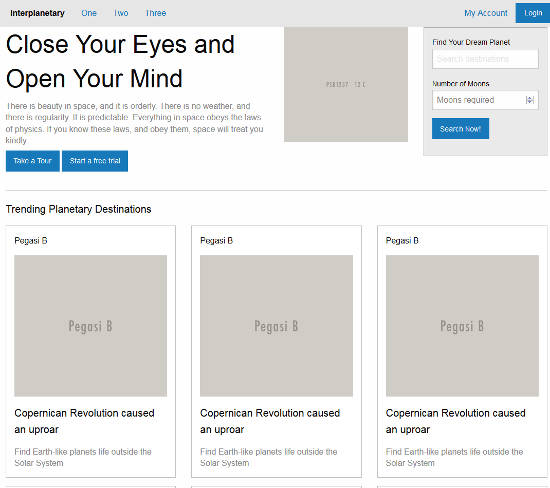 Interplanetary One Two Three My Account Login
Close Your Eyes and
Open Your Mind
There is beauty in space, and it is orderly. There is no weather, and
there is regularity. It is predictable. Everything in space obeys the laws
of physics. If you know these laws, and obey them, space will treat you
kindly.
Take a Tour Start a free trial
Find Your Dream Planet
Search destinations
Number of Moons
Moons required
Search Now!
Trending Planetary Destinations
Pegasi B Pegasi B Pegasi B
Pegasi B Pegasi B Pegasi B
Copernican Revolution caused
an uproar
Find Earth-like planets life outside the
Solar System
Copernican Revolution caused
an uproar
Find Earth-like planets life outside the
Solar System
Copernican Revolution caused
an uproar
Find Earth-like planets life outside the
Solar System